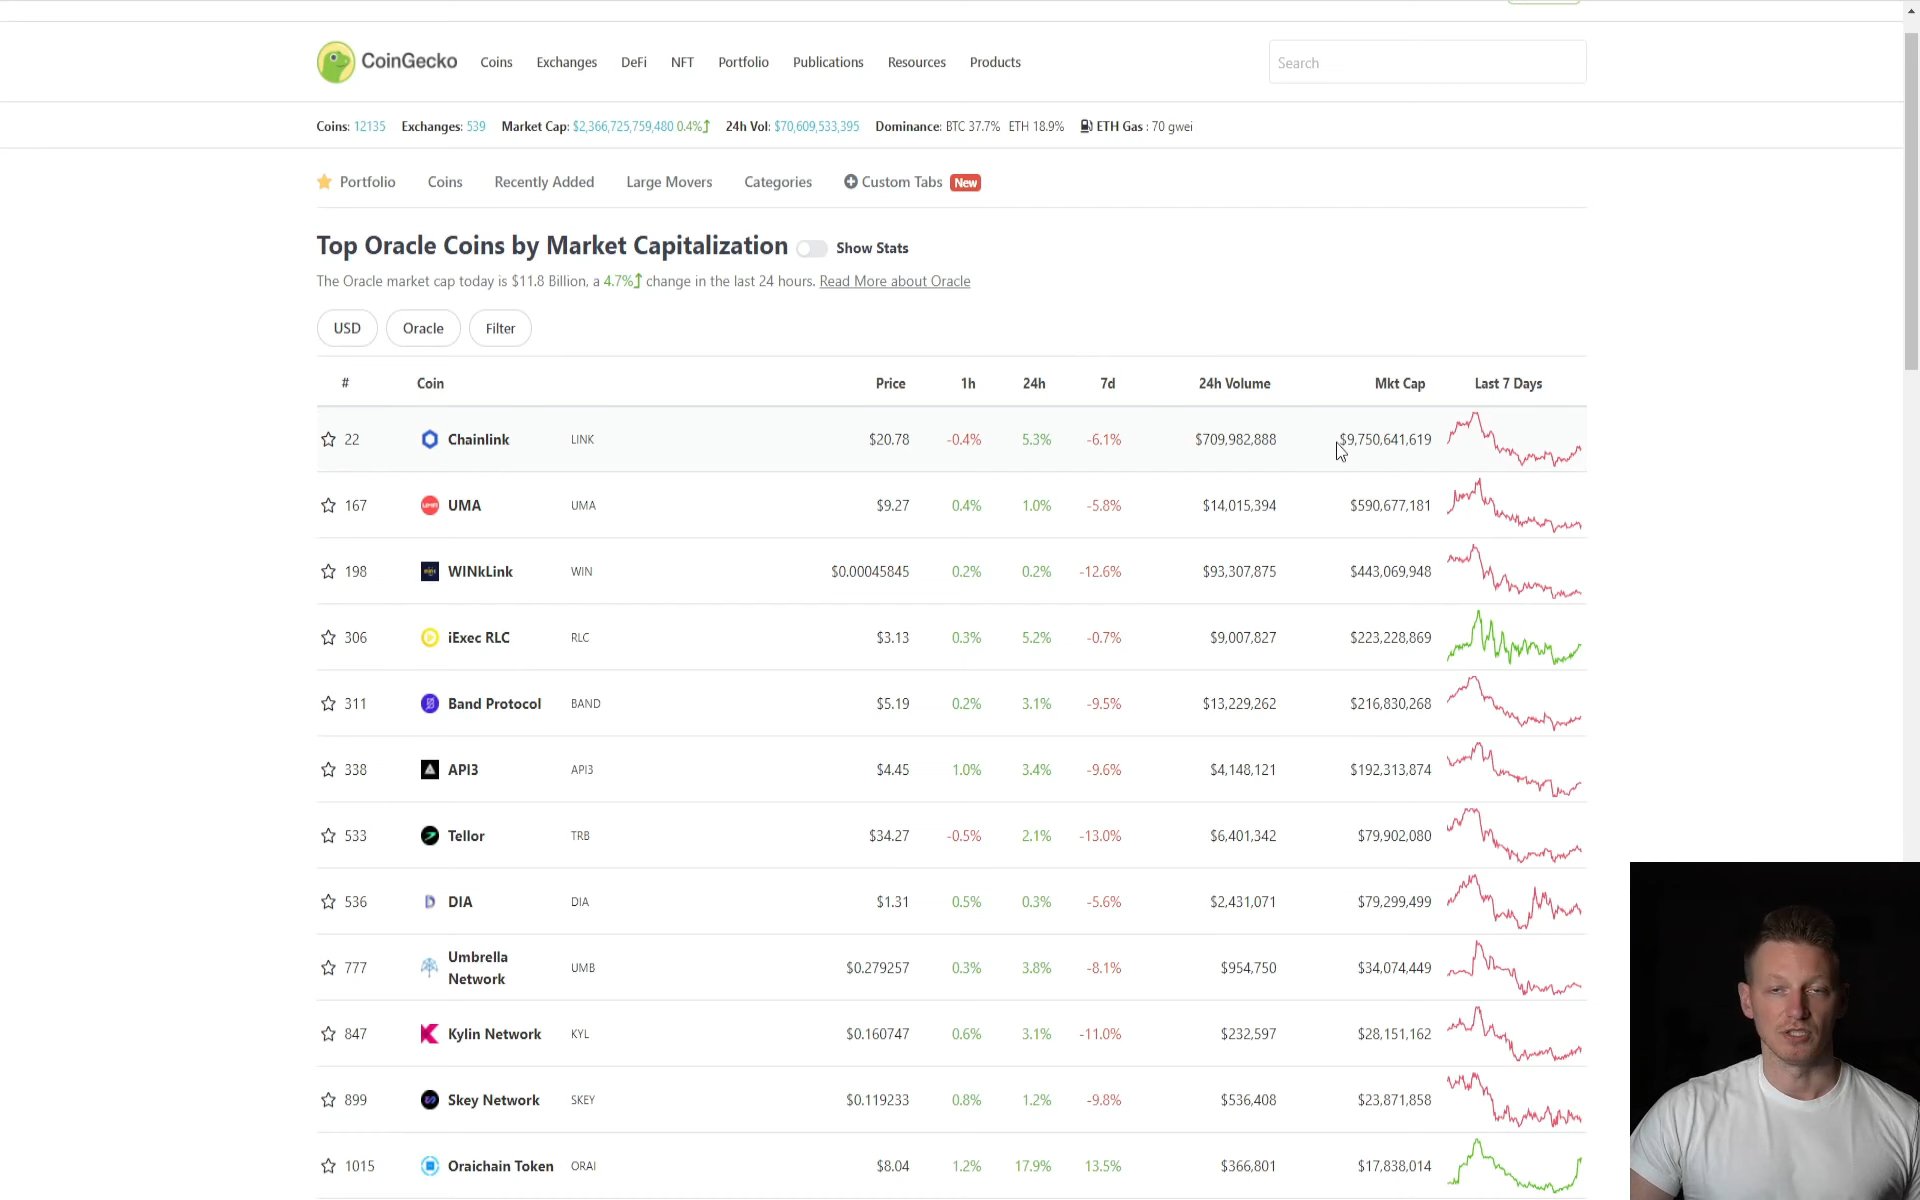 CoinGecko Coins Exchanges DeFi NFT Portfolio Publications Resources Products Search
Coins: 12135 Exchanges: 539 Market Cap: $2,366,725,759,480 0.4% 24h Vol: $70,609,533,395 Dominance: BTC 37.7% ETH 18.9% ETH Gas : 70 gwei
Portfolio Coins Recently Added Large Movers Categories Custom Tabs New
Top Oracle Coins by Market Capitalization Show Stats
The Oracle market cap today is $11.8 Billion, a 4.7% change in the last 24 hours. Read More about Oracle
USD Oracle Filter
# Coin Price 1h 24h 7d 24h Volume Mkt Cap Last 7 Days
22 Chainlink LINK $20.78 -0.4% 5.3% -6.1% $709,982,888 $9,750,641,619
167 UMA UMA $9.27 0.4% 1.0% -5.8% $14,015,394 $590,677,181
198 WINkLink WIN $0.00045845 0.2% 0.2% -12.6% $93,307,875 $443,069,948
306 iExec RLC RLC $3.13 0.3% 5.2% -0.7% $9,007,827 $223,228,869
311 Band Protocol BAND $5.19 0.2% 3.1% -9.5% $13,229,262 $216,830,268
338 API3 API3 $4.45 1.0% 3.4% -9.6% $4,148,121 $192,313,874
533 Tellor TRB $34.27 -0.5% 2.1% -13.0% $6,401,342 $79,902,080
536 DIA DIA $1.31 0.5% 0.3% -5.6% $2,431,071 $79,299,499
777 Umbrella Network UMB $0.279257 0.3% 3.8% -8.1% $954,750 $34,074,449
847 Kylin Network KYL $0.160747 0.6% 3.1% -11.0% $232,597 $28,151,162
899 Skey Network SKEY $0.119233 0.8% 1.2% -9.8% $536,408 $23,871,858
1015 Oraichain Token ORAI $8.04 1.2% 17.9% 13.5% $366,801 $17,838,014